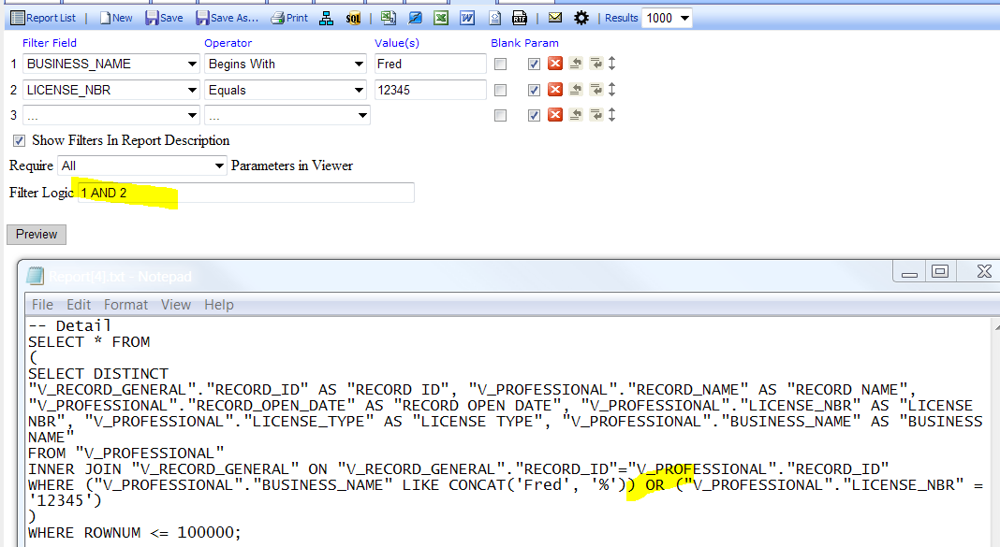 Report List | New Save Save As... Print SQL | RTF | Results 1000
Filter Field Operator Value(s) Blank Param
1 BUSINESS_NAME Begins With Fred
2 LICENSE_NBR Equals 12345
3 ... ...
Show Filters In Report Description
Require All Parameters in Viewer
Filter Logic 1 AND 2
Preview
Report[4].txt - Notepad
File Edit Format View Help
-- Detail
SELECT * FROM
(
SELECT DISTINCT
"V_RECORD_GENERAL"."RECORD_ID" AS "RECORD ID", "V_PROFESSIONAL"."RECORD_NAME" AS "RECORD NAME",
"V_PROFESSIONAL"."RECORD_OPEN_DATE" AS "RECORD OPEN DATE", "V_PROFESSIONAL"."LICENSE_NBR" AS "LICENSE
NBR", "V_PROFESSIONAL"."LICENSE_TYPE" AS "LICENSE TYPE", "V_PROFESSIONAL"."BUSINESS_NAME" AS "BUSINESS
NAME"
FROM "V_PROFESSIONAL"
INNER JOIN "V_RECORD_GENERAL" ON "V_RECORD_GENERAL"."RECORD_ID"="V_PROFESSIONAL"."RECORD_ID"
WHERE ("V_PROFESSIONAL"."BUSINESS_NAME" LIKE CONCAT('Fred', '%')) OR ("V_PROFESSIONAL"."LICENSE_NBR" =
'12345')
)
WHERE ROWNUM <= 100000;